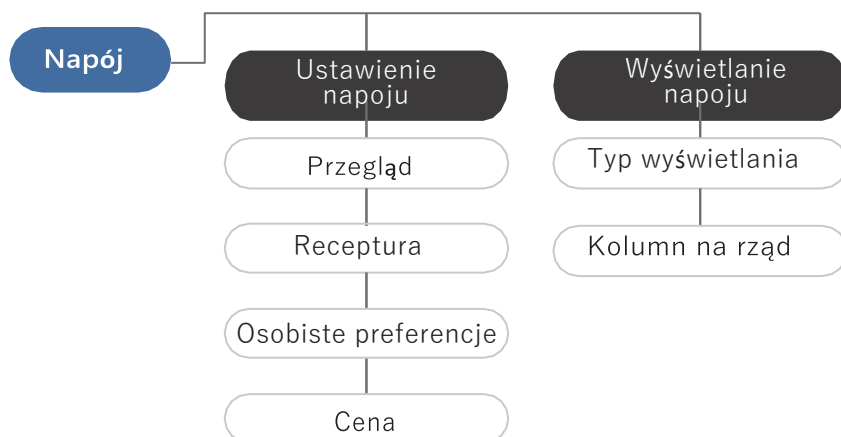 Napój
Ustawienie
napoju
Przegląd
Receptura
Osobiste preferencje
Cena
Wyświetlanie
napoju
Typ wyświetlania
Kolumn na rząd